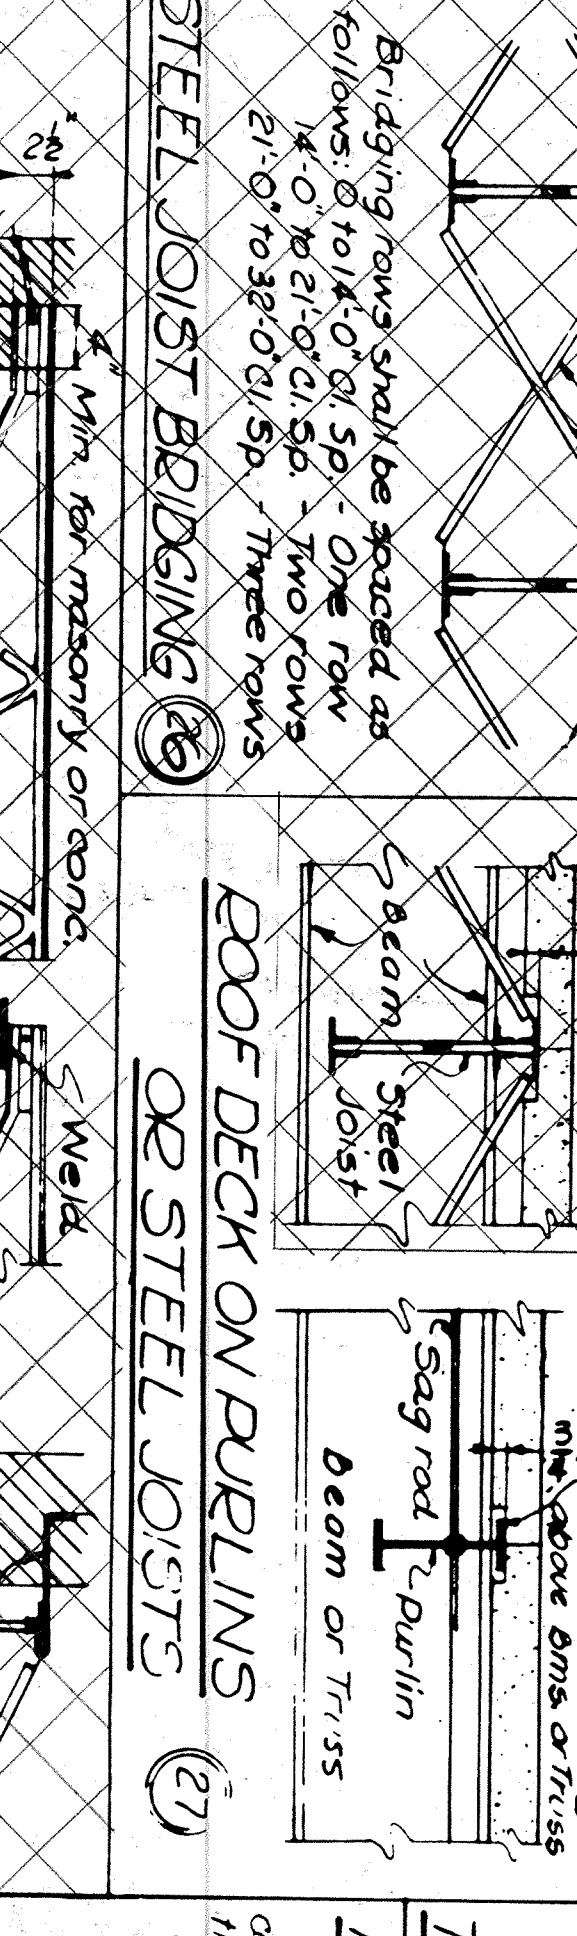 Bridging rows shall be spaced as
follows: 0 to 14'-0" Cl. Sp. - One row
14'-0" to 21'-0" Cl. Sp. - Two rows
21'-0" to 32'-0" Cl. Sp. - Three rows
STEEL JOIST BRIDGING 26
2½"
4" Min. for masonry or conc.
Weld
Beam
Steel
Joist
above Bms. or Truss
Sag rod
Purlin
Beam or Truss
ROOF DECK ON PURLINS
OR STEEL JOISTS
27